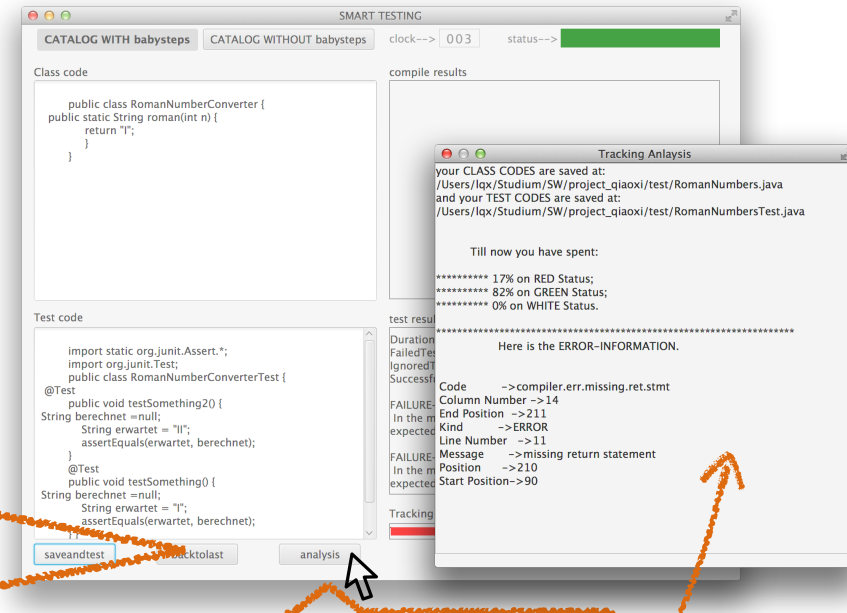 SMART TESTING
CATALOG WITH babysteps
CATALOG WITHOUT babysteps
clock-->
003
status-->
Class code
compile results
public class RomanNumberConverter {
public static String roman(int n) {
return "I";
}
}
Test code
import static org.junit.Assert.*;
import org.junit.Test;
public class RomanNumberConverterTest {
@Test
public void testSomething2() {
String berechnet =null;
String erwartet = "II";
assertEquals(erwartet, berechnet);
}
@Test
public void testSomething() {
String berechnet =null;
String erwartet = "I";
assertEquals(erwartet, berechnet);
} }
test resul
Duration
FailedTes
IgnoredT
Successf
FAILURE-
In the m
expected
FAILURE-
In the m
expected
Tracking
saveandtest
cktolast
analysis
Tracking Anlaysis
your CLASS CODES are saved at:
/Users/lqx/Studium/SW/project_qiaoxi/test/RomanNumbers.java
and your TEST CODES are saved at:
/Users/lqx/Studium/SW/project_qiaoxi/test/RomanNumbersTest.java
Till now you have spent:
********** 17% on RED Status;
********** 82% on GREEN Status;
********** 0% on WHITE Status.
**********************************************************************
Here is the ERROR-INFORMATION.
Code ->compiler.err.missing.ret.stmt
Column Number ->14
End Position ->211
Kind ->ERROR
Line Number ->11
Message ->missing return statement
Position ->210
Start Position->90